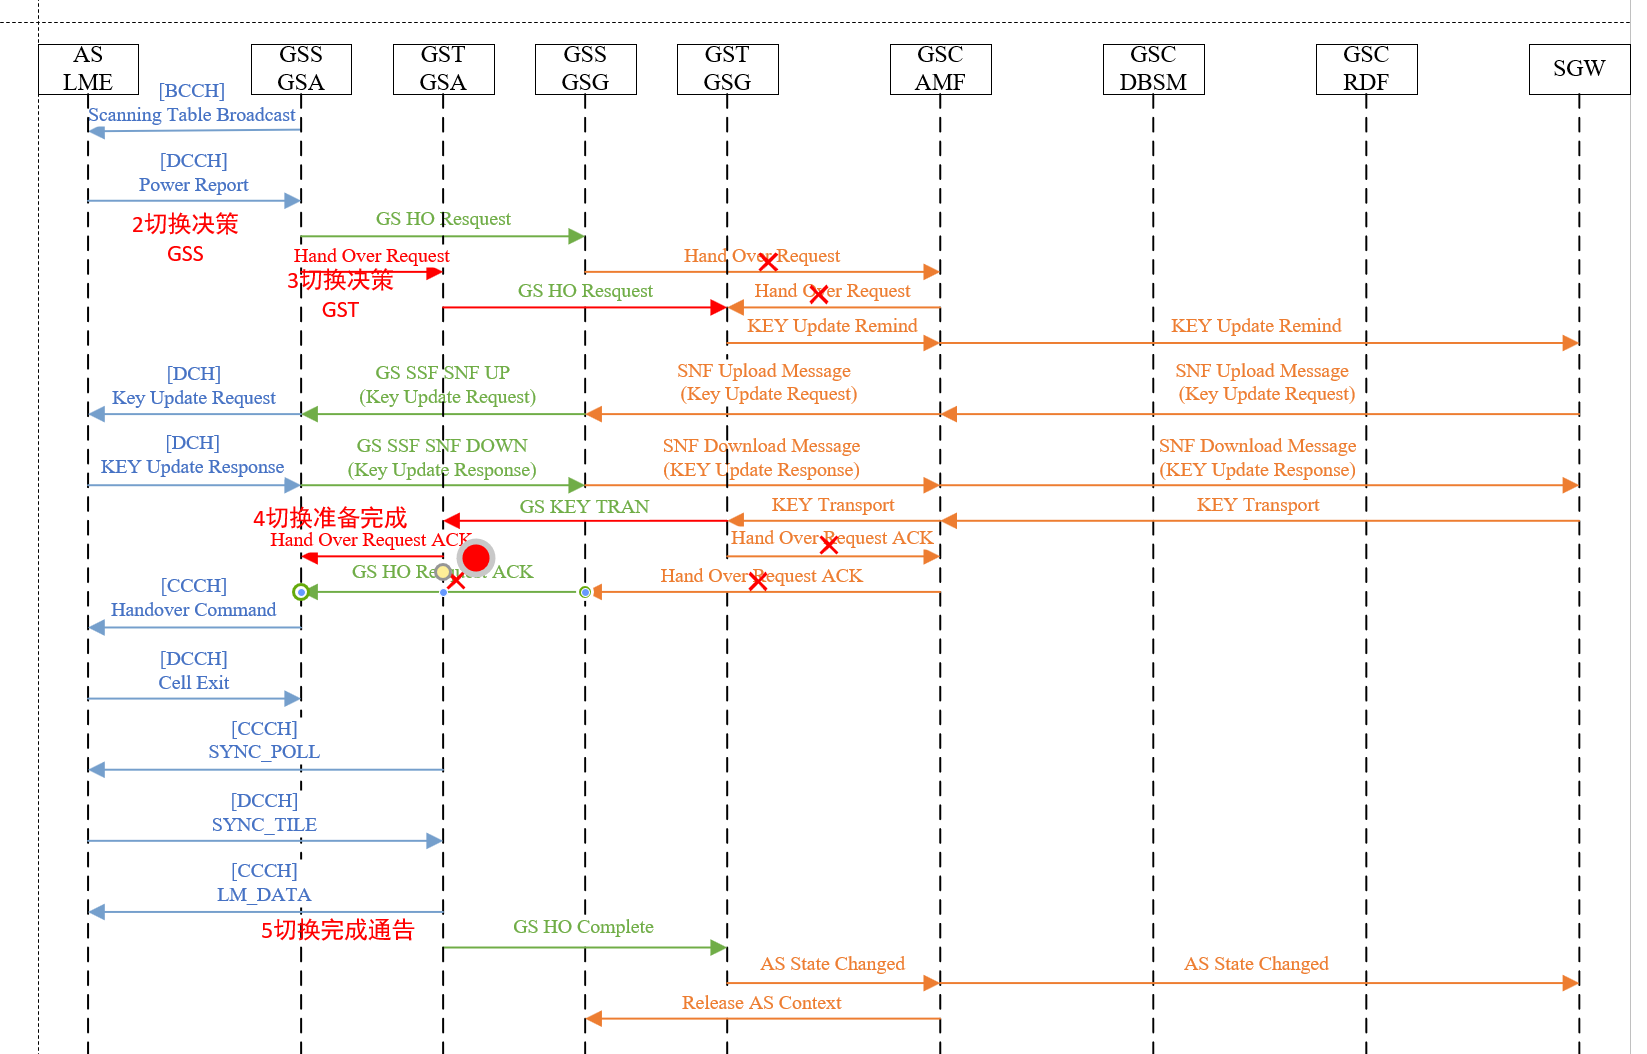 AS
LME
GSS
GSA
GST
GSA
GSS
GSG
GST
GSG
GSC
AMF
GSC
DBSM
GSC
RDF
SGW
[BCCH]
Scanning Table Broadcast
[DCCH]
Power Report
2切换决策
GSS
GS HO Resquest
Hand Over Request
Hand Over Request
3切换决策
GST
GS HO Resquest
Hand Over Request
KEY Update Remind
KEY Update Remind
[DCH]
Key Update Request
GS SSF SNF UP
(Key Update Request)
SNF Upload Message
(Key Update Request)
SNF Upload Message
(Key Update Request)
[DCH]
KEY Update Response
GS SSF SNF DOWN
(Key Update Response)
SNF Download Message
(KEY Update Response)
SNF Download Message
(KEY Update Response)
4切换准备完成
GS KEY TRAN
KEY Transport
KEY Transport
Hand Over Request ACK
Hand Over Request ACK
GS HO Request ACK
Hand Over Request ACK
[CCCH]
Handover Command
[DCCH]
Cell Exit
[CCCH]
SYNC_POLL
[DCCH]
SYNC_TILE
[CCCH]
LM_DATA
5切换完成通告
GS HO Complete
AS State Changed
AS State Changed
Release AS Context